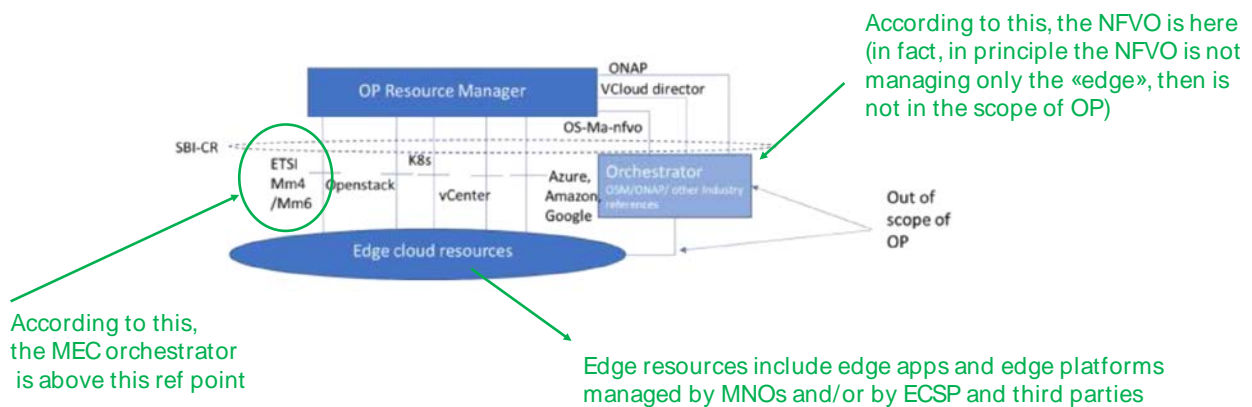 According to this, the NFVO is here
(in fact, in principle the NFVO is not
managing only the «edge», then is
not in the scope of OP)
ONAP
OP Resource Manager
VCloud director
OS-Ma-nfvo
SBI-CR
K8s
ETSI
Mm4
/Mm6
Openstack
vCenter
Azure,
Amazon,
Google
Orchestrator
OSM/ONAP/ other Industry
references
Out of
scope of
OP
Edge cloud resources
According to this,
the MEC orchestrator
is above this ref point
Edge resources include edge apps and edge platforms
managed by MNOs and/or by ECSP and third parties